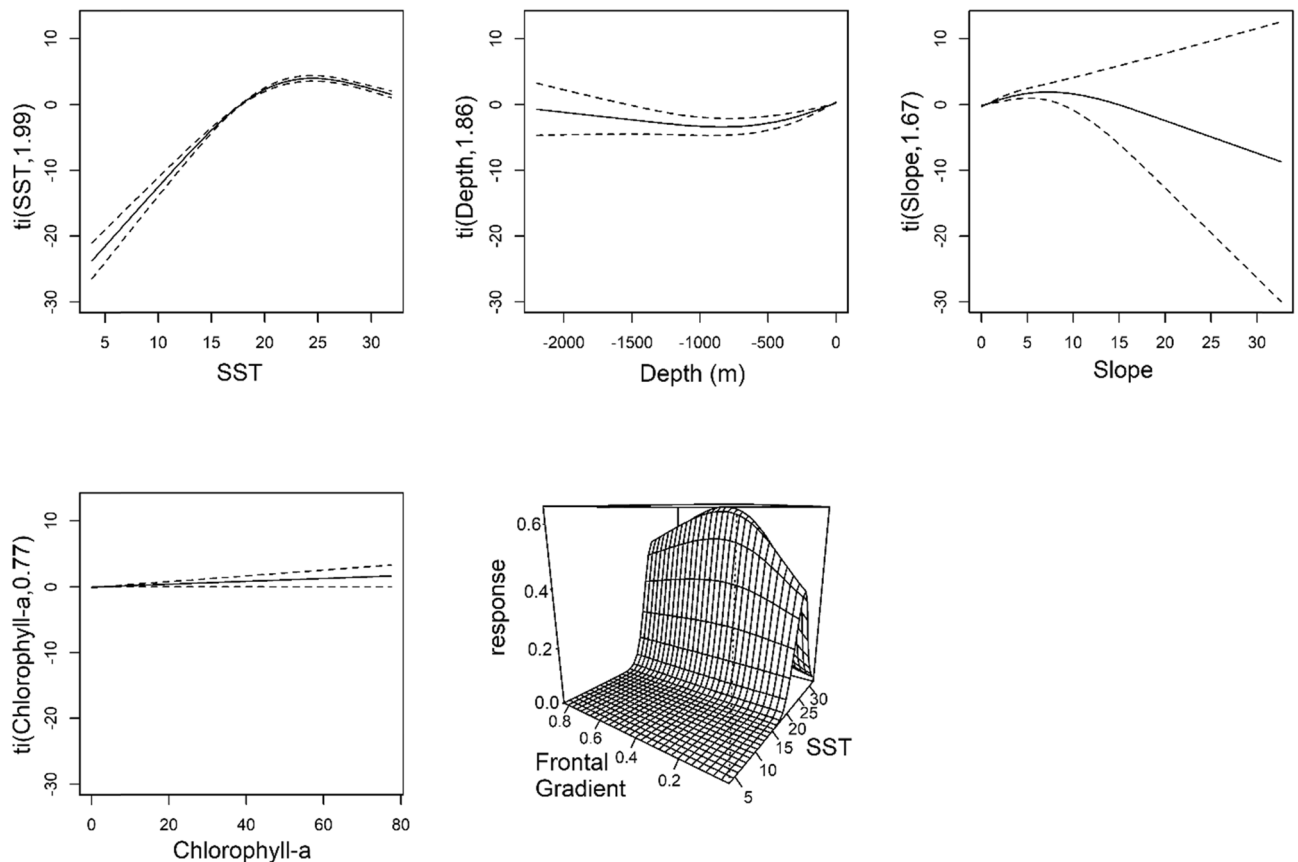 ti(SST,1.99)
10
0
-10
-20
-30
5 10 15 20 25 30
SST
ti(Depth,1.86)
10
0
-10
-20
-30
-2000 -1500 -1000 -500 0
Depth (m)
ti(Slope,1.67)
10
0
-10
-20
-30
0 5 10 15 20 25 30
Slope
ti(Chlorophyll-a,0.77)
10
0
-10
-20
-30
0 20 40 60 80
Chlorophyll-a
response
0.6
0.4
0.2
0.0
0.8
0.6
0.4
0.2
Frontal
Gradient
5
10
15
20
25
30
SST